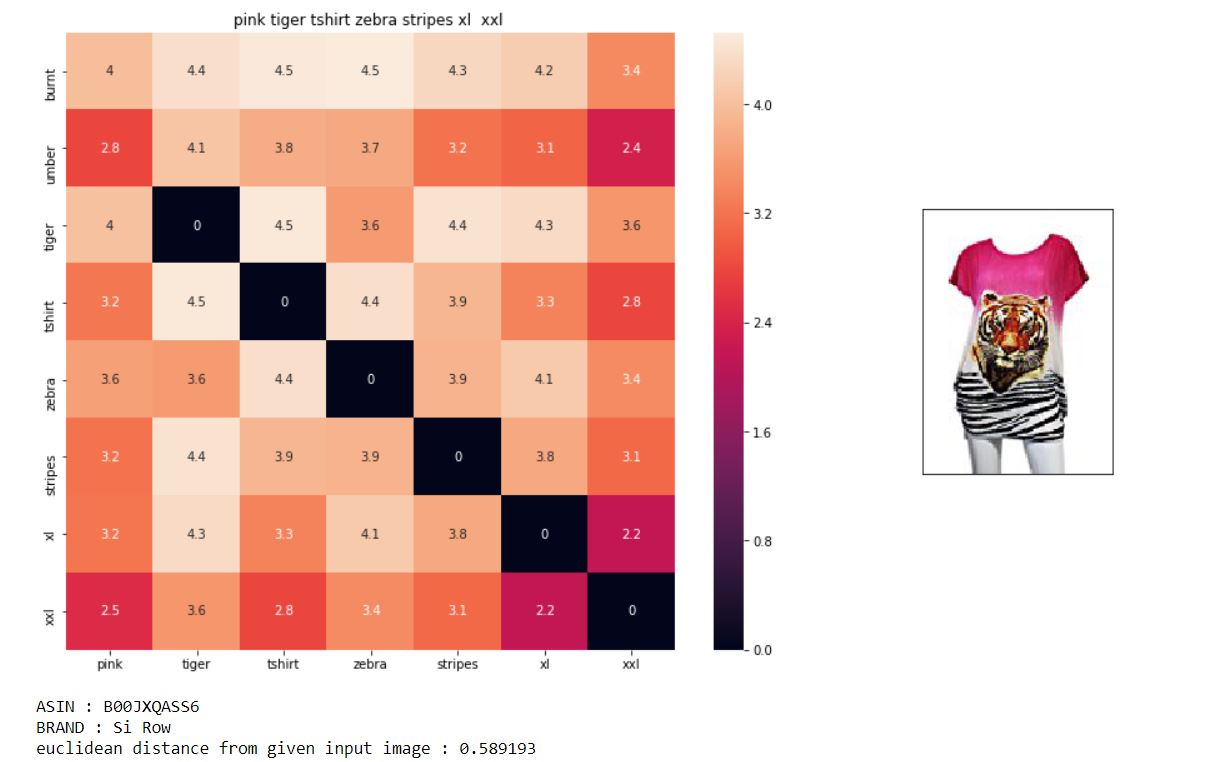 pink tiger tshirt zebra stripes xl  xxl
burnt 4 4.4 4.5 4.5 4.3 4.2 3.4
umber 2.8 4.1 3.8 3.7 3.2 3.1 2.4
tiger 4 0 4.5 3.6 4.4 4.3 3.6
tshirt 3.2 4.5 0 4.4 3.9 3.3 2.8
zebra 3.6 3.6 4.4 0 3.9 4.1 3.4
stripes 3.2 4.4 3.9 3.9 0 3.8 3.1
xl 3.2 4.3 3.3 4.1 3.8 0 2.2
xxl 2.5 3.6 2.8 3.4 3.1 2.2 0
pink tiger tshirt zebra stripes xl xxl
4.0
3.2
2.4
1.6
0.8
0.0
ASIN : B00JXQASS6
BRAND : Si Row
euclidean distance from given input image : 0.589193